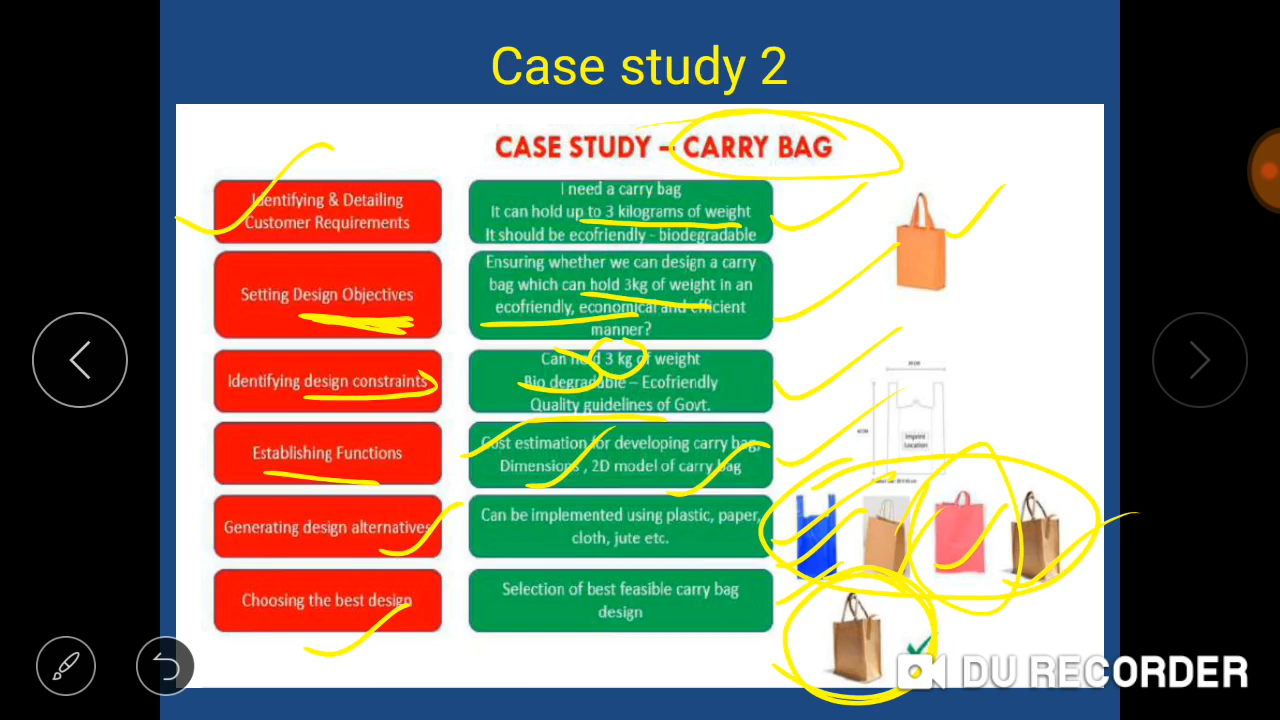 Case study 2
CASE STUDY – CARRY BAG
Identifying & Detailing
Customer Requirements
I need a carry bag
It can hold up to 3 kilograms of weight
It should be ecofriendly - biodegradable
Setting Design Objectives
Ensuring whether we can design a carry
bag which can hold 3kg of weight in an
ecofriendly, economical and efficient
manner?
Identifying design constraints
Can hold 3 kg of weight
Bio degradable – Ecofriendly
Quality guidelines of Govt.
Establishing Functions
Cost estimation for developing carry bag,
Dimensions , 2D model of carry bag
Imprint
Location
Generating design alternatives
Can be implemented using plastic, paper,
cloth, jute etc.
Choosing the best design
Selection of best feasible carry bag
design
DU RECORDER